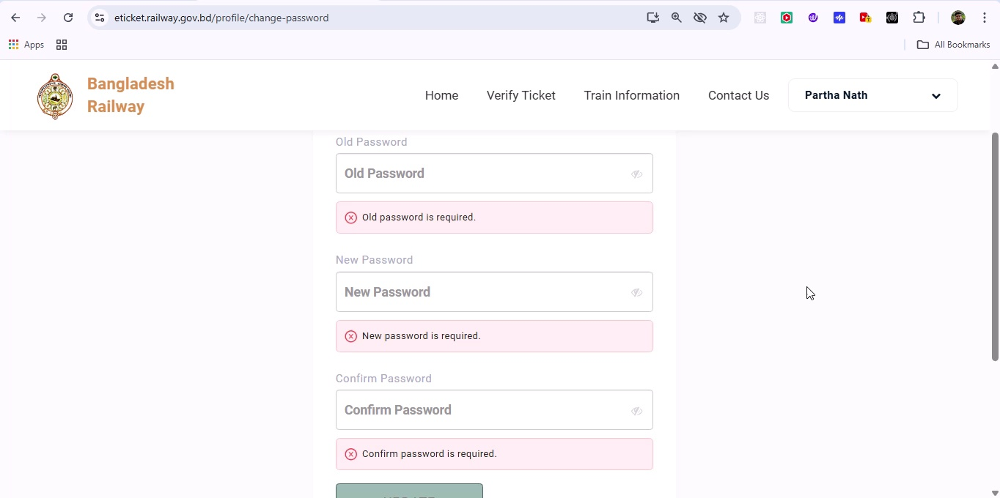 eticket.railway.gov.bd/profile/change-password
Apps
All Bookmarks
Bangladesh
Railway
Home
Verify Ticket
Train Information
Contact Us
Partha Nath
Old Password
Old Password
Old password is required.
New Password
New Password
New password is required.
Confirm Password
Confirm Password
Confirm password is required.